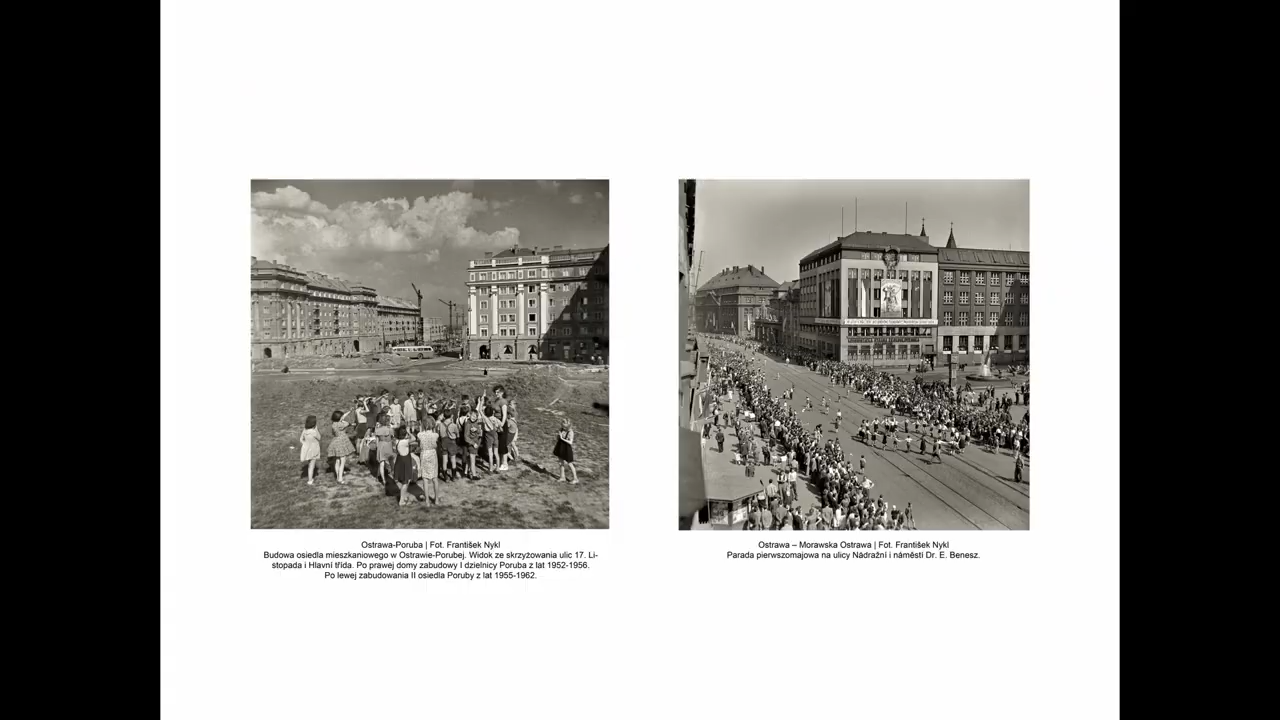 Ostrawa-Poruba | Fot. František Nykl
Budowa osiedla mieszkaniowego w Ostrawie-Porubej. Widok ze skrzyżowania ulic 17. Li-
stopada i Hlavní třída. Po prawej domy zabudowy I dzielnicy Poruba z lat 1952-1956.
Po lewej zabudowania II osiedla Poruby z lat 1955-1962.
Ostrawa – Morawska Ostrawa | Fot. František Nykl
Parada pierwszomajowa na ulicy Nádražní i náměstí Dr. E. Benesz.